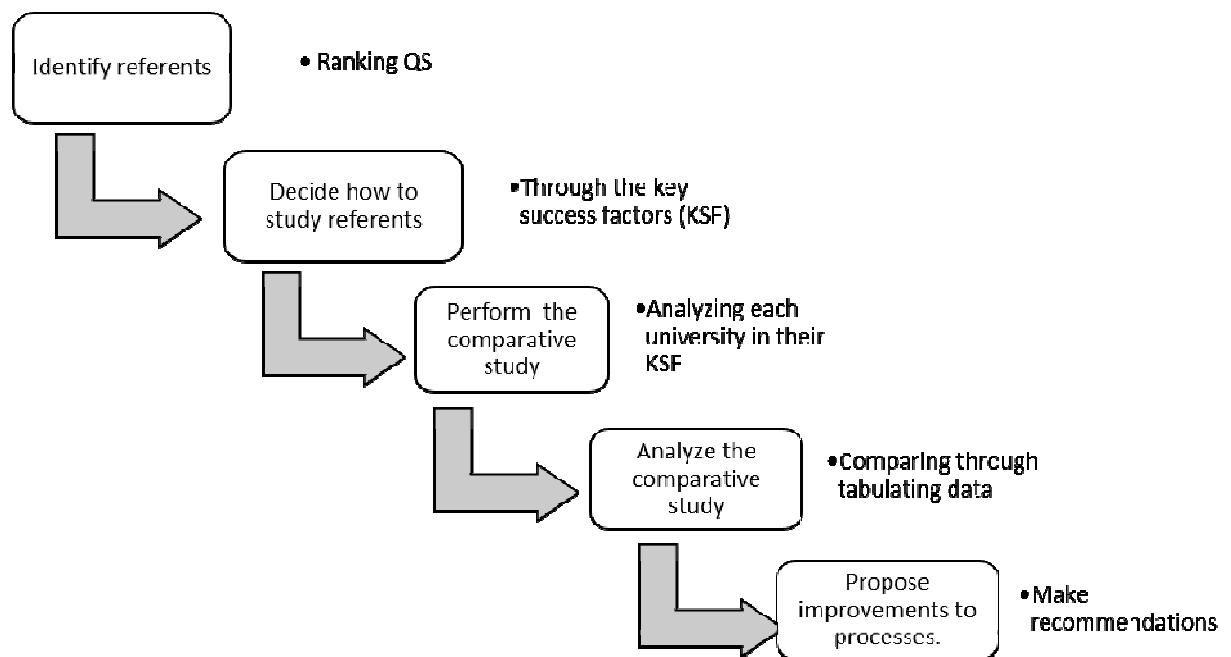 Identify referents
• Ranking QS
Decide how to
study referents
•Through the key
success factors (KSF)
Perform the
comparative
study
•Analyzing each
university in their
KSF
Analyze the
comparative
study
•Comparing through
tabulating data
Propose
improvements to
processes.
•Make
recommendations